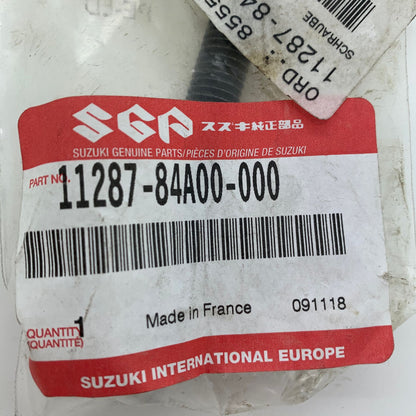 ORD.:
11287-84
SCHRAUBE
SGP スズキ純正部品
SUZUKI GENUINE PARTS/PIÈCES D'ORIGINE DE SUZUKI
PART NO. 11287-84A00-000
Made in France 091118
QUANTITY 1
(QUANTITÉ)
SUZUKI INTERNATIONAL EUROPE